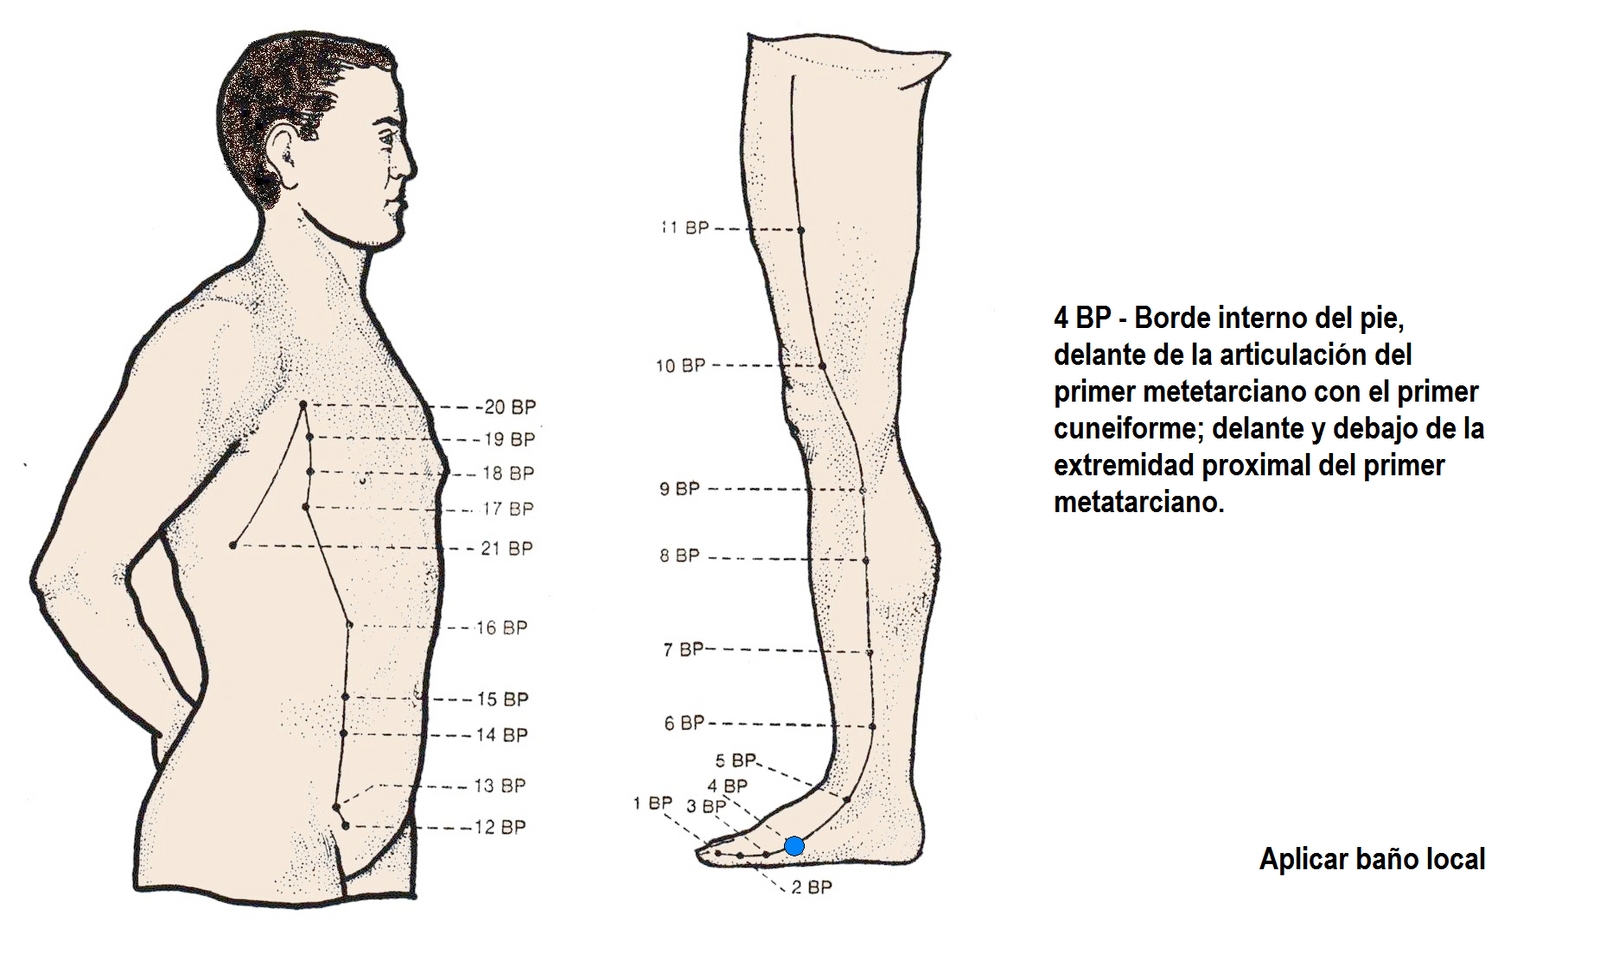 20 BP
19 BP
18 BP
17 BP
21 BP
16 BP
15 BP
14 BP
13 BP
12 BP
11 BP
10 BP
9 BP
8 BP
7 BP
6 BP
5 BP
4 BP
1 BP
3 BP
2 BP
4 BP - Borde interno del pie,
delante de la articulación del
primer metetarciano con el primer
cuneiforme; delante y debajo de la
extremidad proximal del primer
metatarciano.
Aplicar baño local